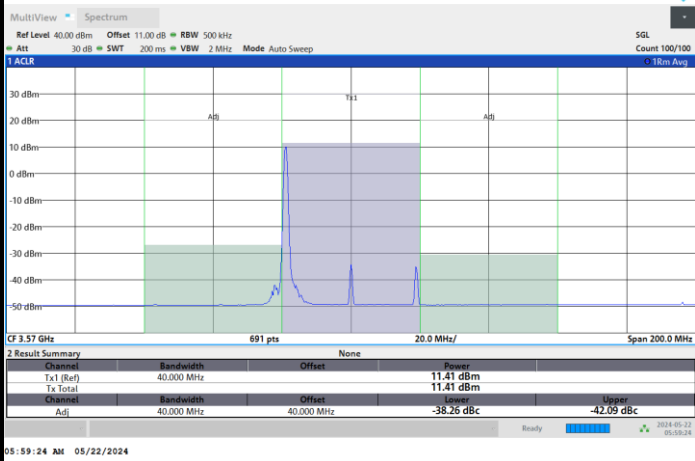 MultiView Spectrum
Ref Level 40.00 dBm Offset 11.00 dB RBW 500 kHz SGL
Att 30 dB SWT 200 ms VBW 2 MHz Mode Auto Sweep Count 100/100
1 ACLR 1Rm Avg
30 dBm
Tx1
20 dBm Adj Adj
10 dBm
0 dBm
-10 dBm
-20 dBm
-30 dBm
-40 dBm
-50 dBm
CF 3.57 GHz 691 pts 20.0 MHz/ Span 200.0 MHz
2 Result Summary None
Channel Bandwidth Offset Power
Tx1 (Ref) 40.000 MHz 11.41 dBm
Tx Total 11.41 dBm
Channel Bandwidth Offset Lower Upper
Adj 40.000 MHz 40.000 MHz -38.26 dBc -42.09 dBc
Ready 2024-05-22
05:59:24
05:59:24 AM 05/22/2024